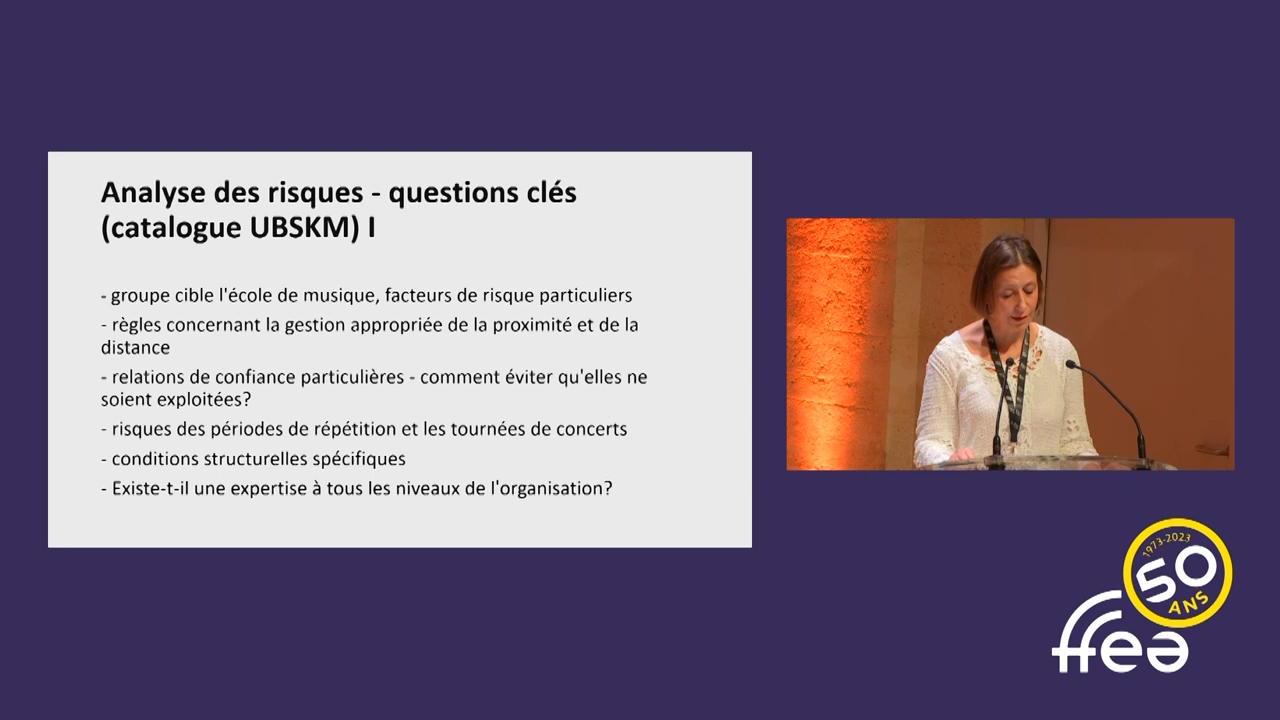 Analyse des risques - questions clés
(catalogue UBSKM) I
- groupe cible l'école de musique, facteurs de risque particuliers
- règles concernant la gestion appropriée de la proximité et de la
distance
- relations de confiance particulières - comment éviter qu'elles ne
soient exploitées?
- risques des périodes de répétition et les tournées de concerts
- conditions structurelles spécifiques
- Existe-t-il une expertise à tous les niveaux de l'organisation?
1973-2023
50
ANS
ffea